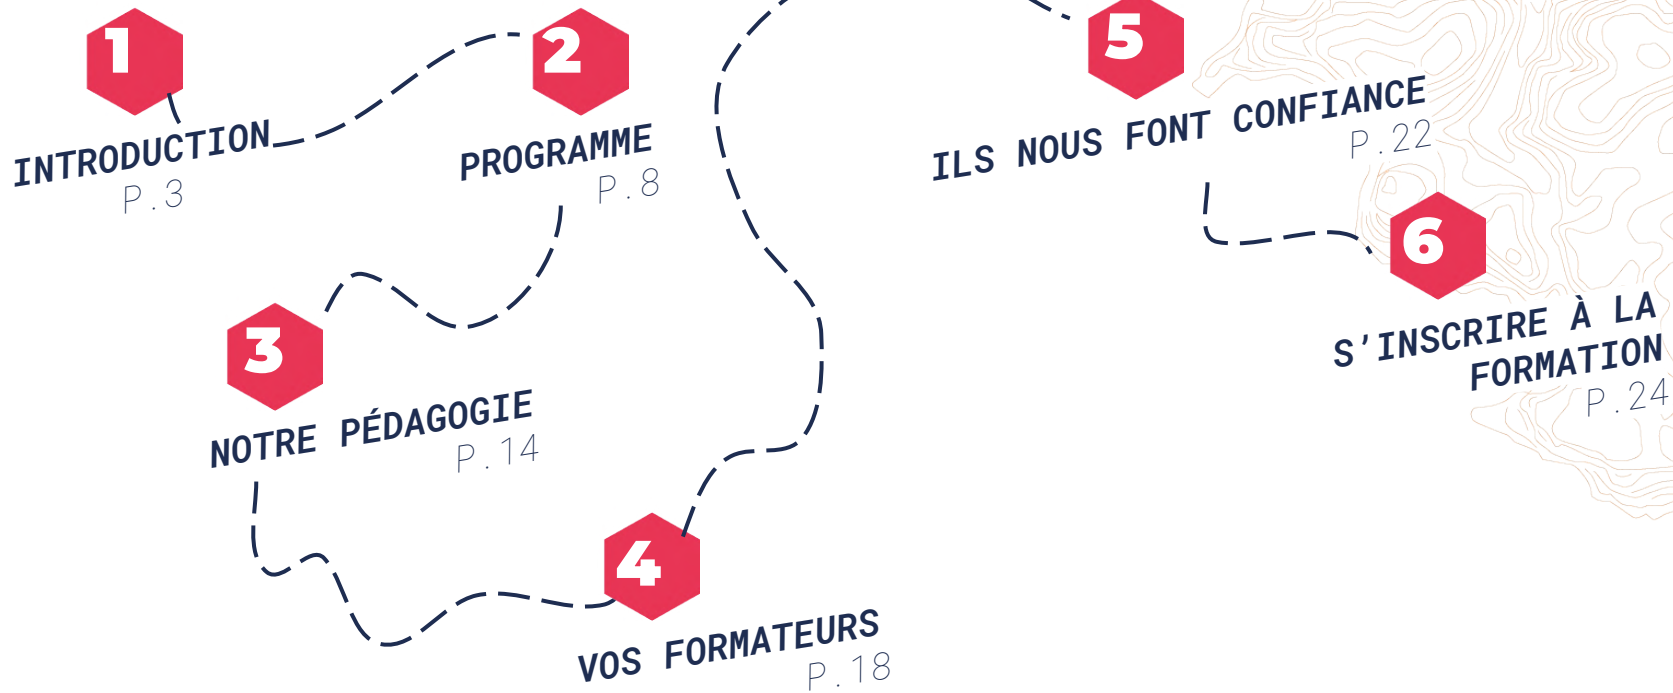 1
INTRODUCTION
P.3
2
PROGRAMME
P.8
3
NOTRE PÉDAGOGIE
P.14
4
VOS FORMATEURS
P.18
5
ILS NOUS FONT CONFIANCE
P.22
6
S'INSCRIRE À LA
FORMATION
P.24